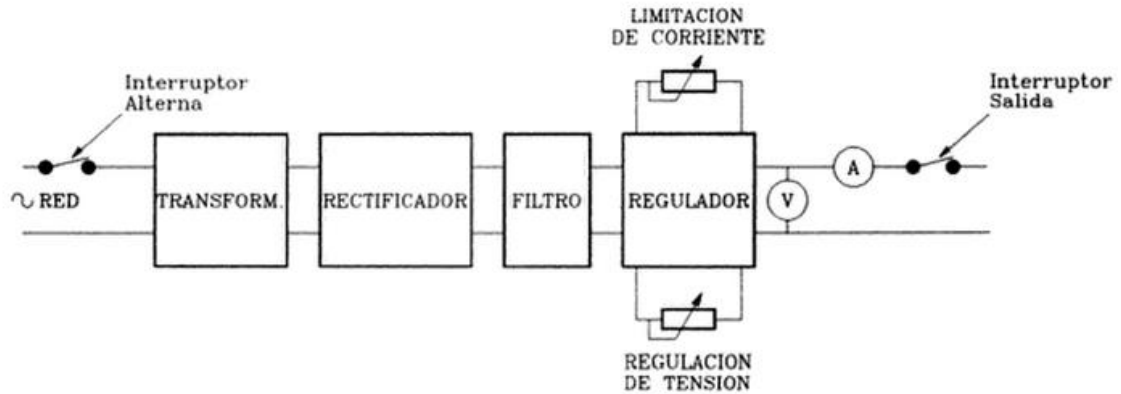 LIMITACION
DE CORRIENTE
Interruptor
Alterna
Interruptor
Salida
RED
TRANSFORM.
RECTIFICADOR
FILTRO
REGULADOR
V
A
REGULACION
DE TENSION